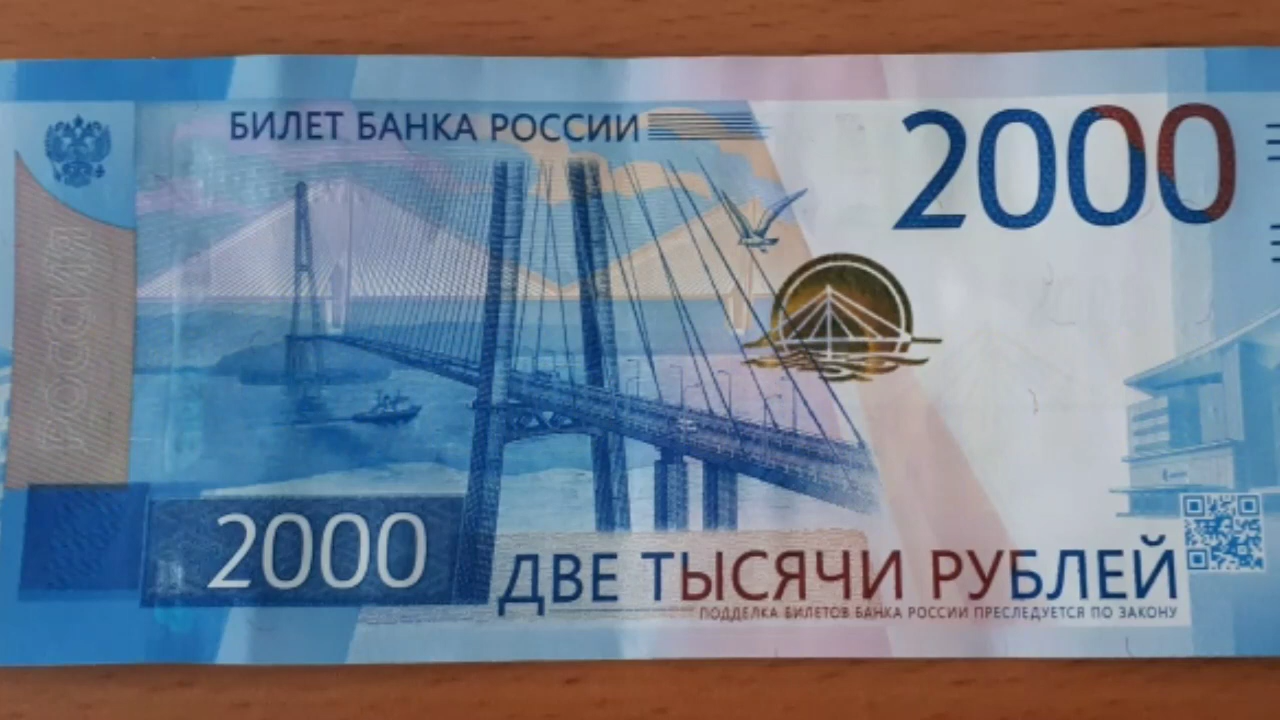 БИЛЕТ БАНКА РОССИИ
2000
РОССИЯ
2000
ДВЕ ТЫСЯЧИ РУБЛЕЙ
ПОДДЕЛКА БИЛЕТОВ БАНКА РОССИИ ПРЕСЛЕДУЕТСЯ ПО ЗАКОНУ